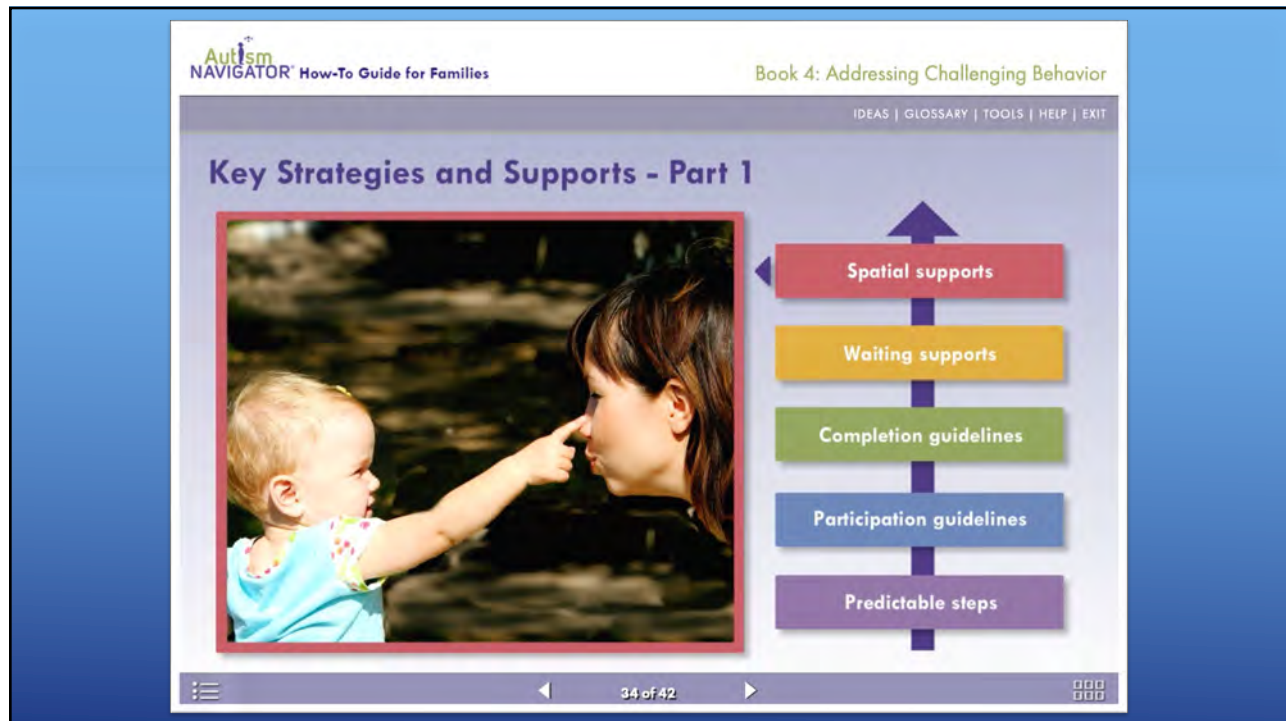 Autism
NAVIGATOR® How-To Guide for Families
Book 4: Addressing Challenging Behavior
IDEAS | GLOSSARY | TOOLS | HELP | EXIT
Key Strategies and Supports - Part 1
Spatial supports
Waiting supports
Completion guidelines
Participation guidelines
Predictable steps
34 of 42